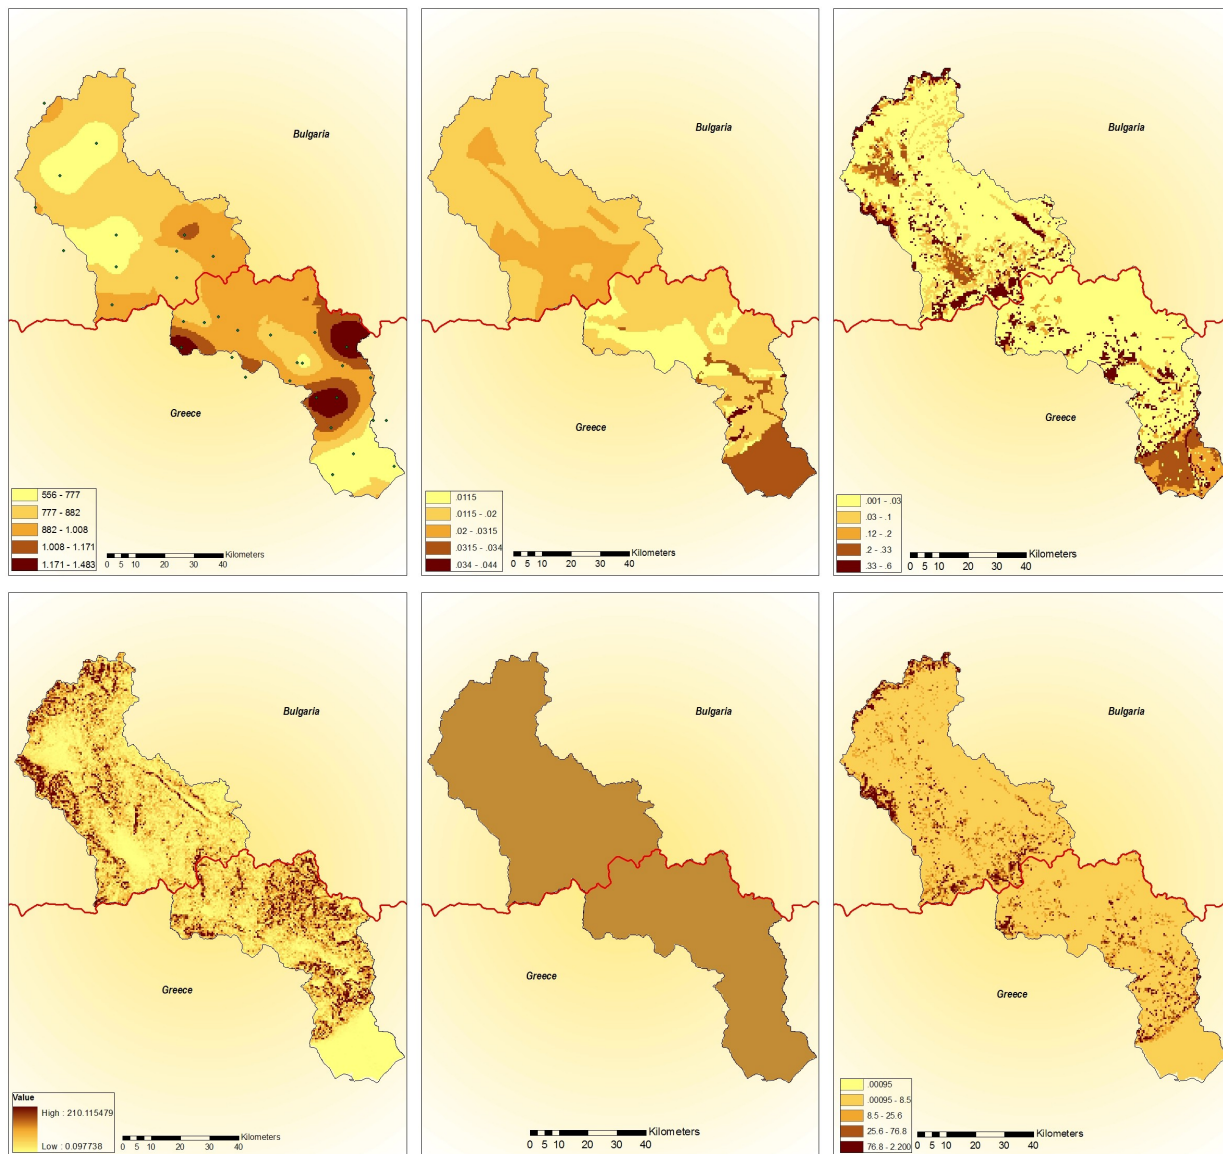 Bulgaria
Greece
556 - 777
777 - 882
882 - 1.008
1.008 - 1.171
1.171 - 1.483
Kilometers
0 5 10 20 30 40
Bulgaria
Greece
.0115
.0115 - .02
.02 - .0315
.0315 - .034
.034 - .044
Kilometers
0 5 10 20 30 40
Bulgaria
Greece
.001 - .03
.03 - .1
.12 - .2
.2 - .33
.33 - .6
Kilometers
0 5 10 20 30 40
Bulgaria
Greece
Value
High : 210.115479
Low : 0.097738
Kilometers
0 5 10 20 30 40
Bulgaria
Greece
Kilometers
0 5 10 20 30 40
Bulgaria
Greece
.00095
.00095 - 8.5
8.5 - 25.6
25.6 - 76.8
76.8 - 2.200
Kilometers
0 5 10 20 30 40